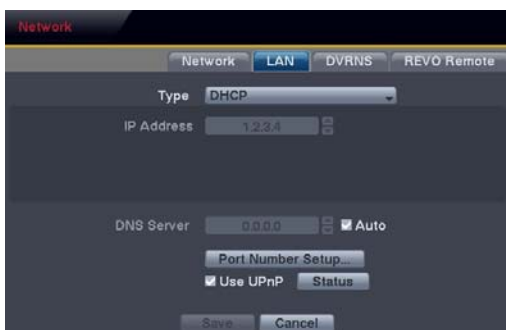 Network
Network LAN DVRNS REVO Remote
Type DHCP
IP Address 1.2.3.4
DNS Server 0.0.0.0 Auto
Port Number Setup...
Use UPnP Status
Save Cancel